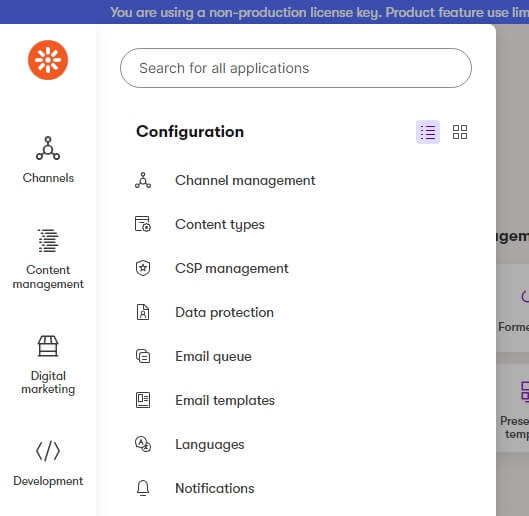 You are using a non-production license key. Product feature use lim
Search for all applications
Configuration
Channels
Channel management
Content types
Content
management
CSP management
Data protection
Email queue
Digital
marketing
Email templates
Languages
Development
Notifications
gem
Forme
Prese
temp